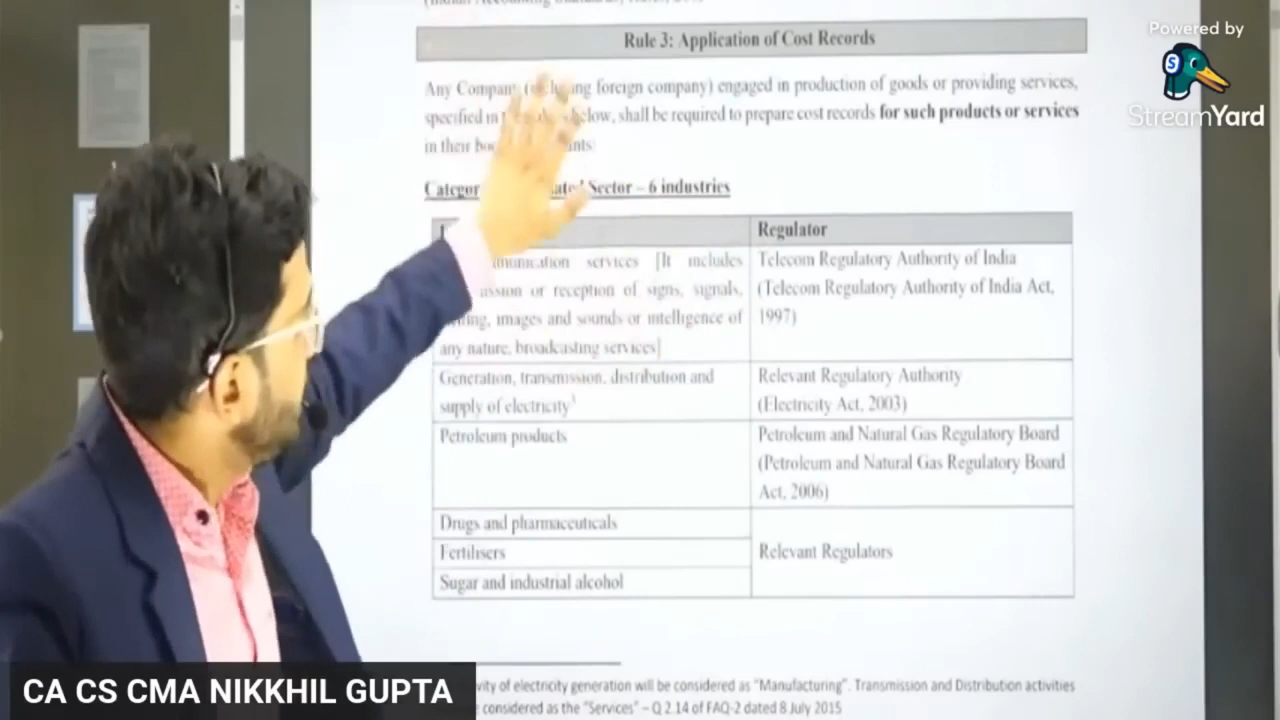 Powered by
StreamYard
Rule 3: Application of Cost Records
Any Company foreign company) engaged in production of goods or providing services,
specified in below, shall be required to prepare cost records for such products or services
in their
Sector – 6 industries
Regulator
services [It includes
or reception of signs, signals,
images and sounds or intelligence of
any nature, broadcasting services]
Telecom Regulatory Authority of India
(Telecom Regulatory Authority of India Act,
1997)
Generation, transmission, distribution and
supply of electricity¹
Relevant Regulatory Authority
(Electricity Act, 2003)
Petroleum products
Petroleum and Natural Gas Regulatory Board
(Petroleum and Natural Gas Regulatory Board
Act, 2006)
Drugs and pharmaceuticals
Fertilisers
Sugar and industrial alcohol
Relevant Regulators
of electricity generation will be considered as "Manufacturing". Transmission and Distribution activities
considered as the "Services" – Q 2.14 of FAQ-2 dated 8 July 2015
CA CS CMA NIKKHIL GUPTA